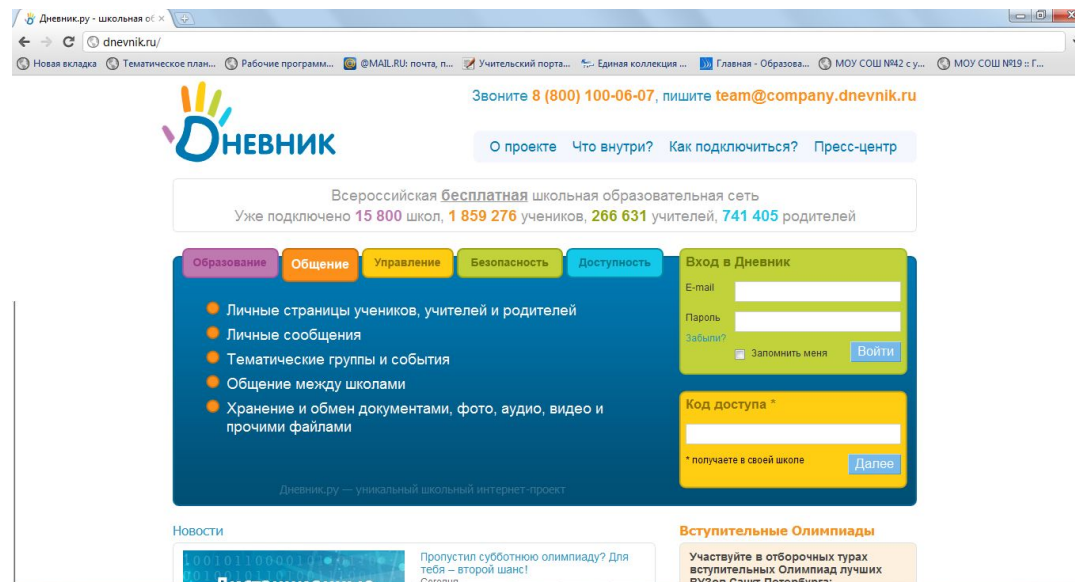 Дневник.ру - школьная об
dnevnik.ru/
Новая вкладка Тематическое план... Рабочие программ... @MAIL.RU: почта, п... Учительский порта... Единая коллекция ... Главная - Образова... МОУ СОШ №42 с у... МОУ СОШ №19 :: Г...
Звоните 8 (800) 100-06-07, пишите team@company.dnevnik.ru
Дневник
О проекте Что внутри? Как подключиться? Пресс-центр
Всероссийская бесплатная школьная образовательная сеть
Уже подключено 15 800 школ, 1 859 276 учеников, 266 631 учителей, 741 405 родителей
Образование Общение Управление Безопасность Доступность
Личные страницы учеников, учителей и родителей
Личные сообщения
Тематические группы и события
Общение между школами
Хранение и обмен документами, фото, аудио, видео и
прочими файлами
Дневник.ру — уникальный школьный интернет-проект
Вход в Дневник
E-mail
Пароль
Забыли?
Запомнить меня Войти
Код доступа *
* получаете в своей школе Далее
Новости
Пропустил субботнюю олимпиаду? Для
тебя – второй шанс!
Сегодня
Вступительные Олимпиады
Участвуйте в отборочных турах
вступительных Олимпиад лучших
ВУЗов Санкт-Петербурга: